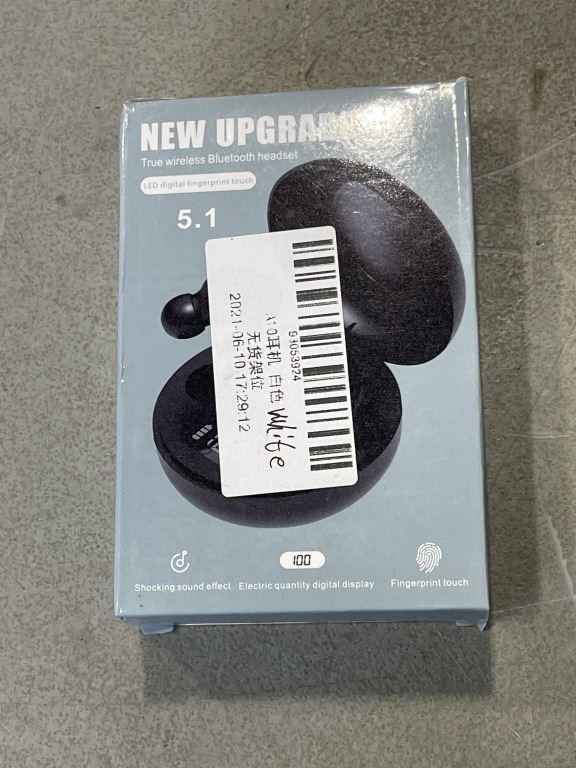 NEW UPGRA
True wireless Bluetooth headset
LED digital fingerprint touch
5.1
93053924
耳机 白色 White
无货架位
2021-06-10 17:29:12
100
Shocking sound effect
Electric quantity digital display
Fingerprint touch